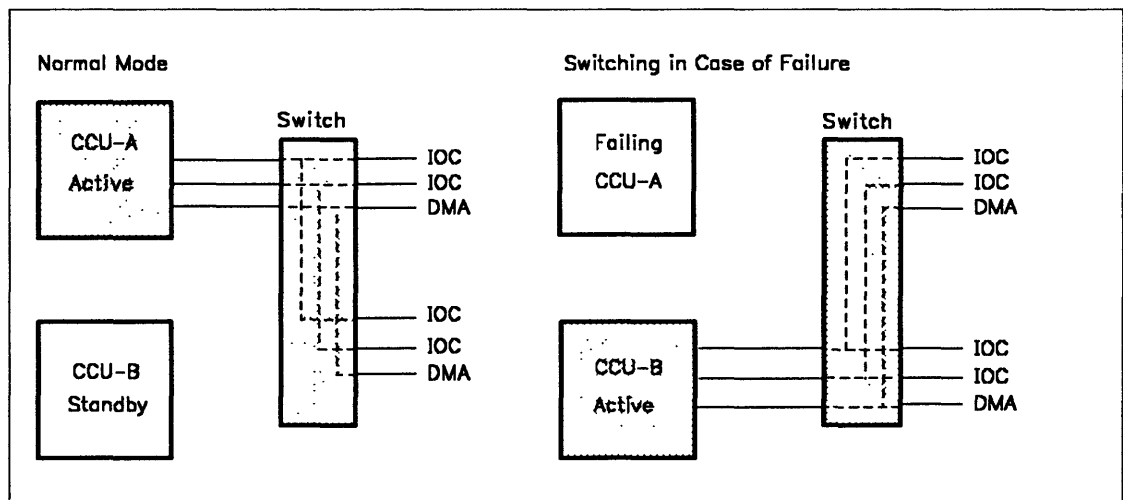 Normal Mode
CCU-A
Active
Switch
IOC
IOC
DMA
IOC
IOC
DMA
CCU-B
Standby
Switching in Case of Failure
Failing
CCU-A
Switch
IOC
IOC
DMA
CCU-B
Active
IOC
IOC
DMA